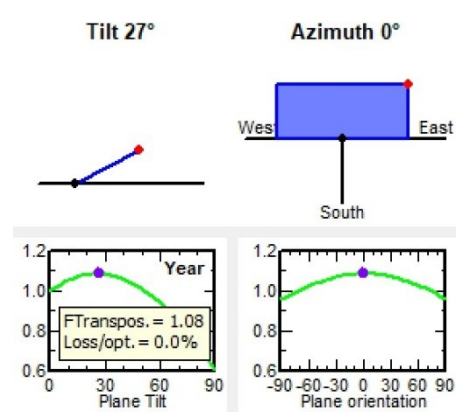 Tilt 27°
Azimuth 0°
Wes
East
South
1.2
1.0
0.8
0.6
Year
FTranspos. = 1.08
Loss/opt. = 0.0%
0 30 60 90
Plane Tilt
1.2
1.0
0.8
0.6
-90 -60 -30 0 30 60 90
Plane orientation